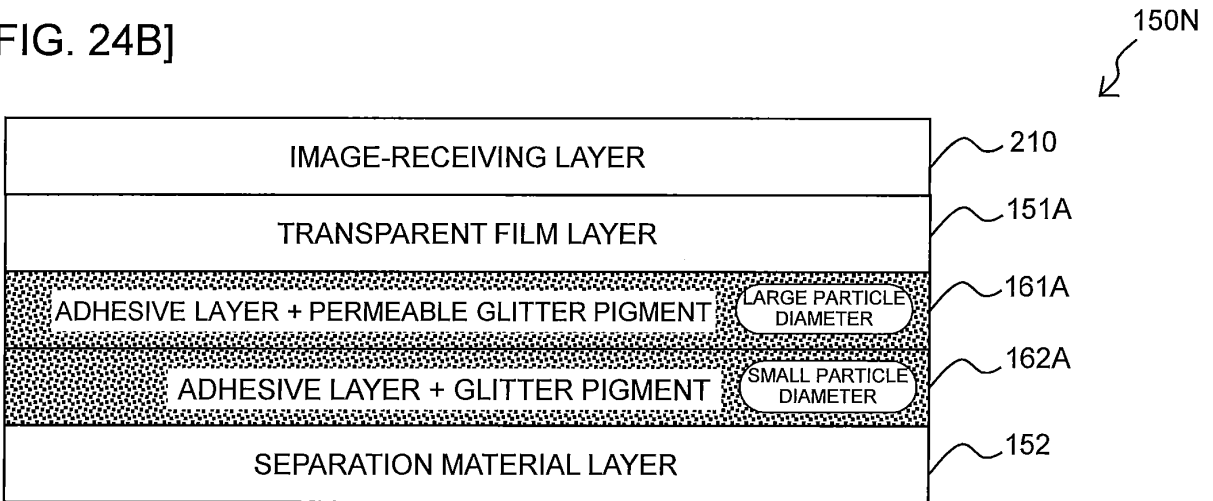 FIG. 24B]
150N
IMAGE-RECEIVING LAYER
210
TRANSPARENT FILM LAYER
151A
ADHESIVE LAYER + PERMEABLE GLITTER PIGMENT
LARGE PARTICLE
DIAMETER
161A
ADHESIVE LAYER + GLITTER PIGMENT
SMALL PARTICLE
DIAMETER
162A
SEPARATION MATERIAL LAYER
152